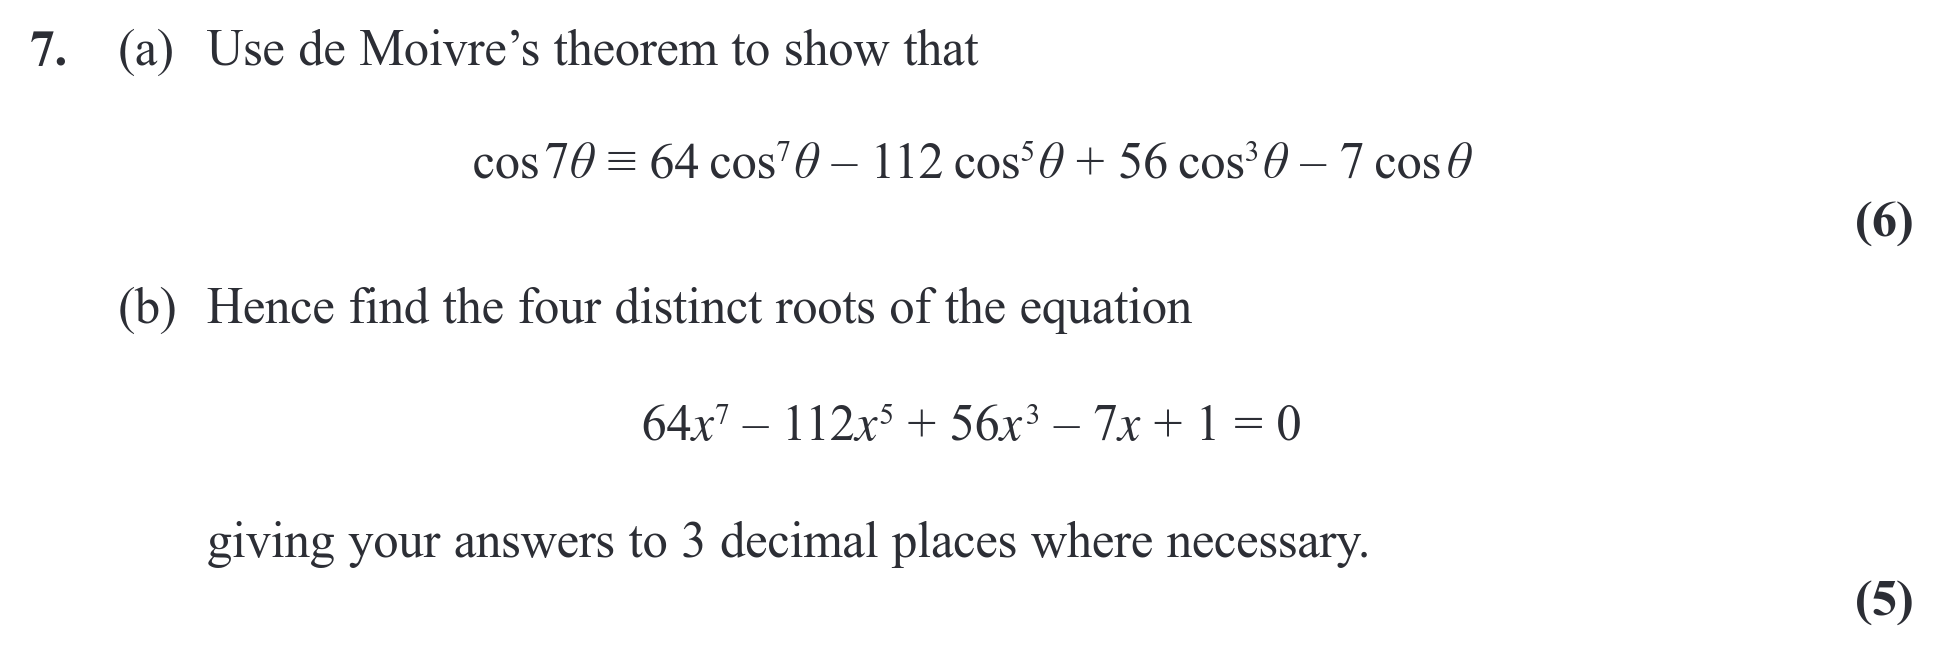 7. (a) Use de Moivre’s theorem to show that
cos 7θ ≡ 64 cos⁷θ – 112 cos⁵θ + 56 cos³θ – 7 cos θ
(6)
(b) Hence find the four distinct roots of the equation
64x⁷ – 112x⁵ + 56x³ – 7x + 1 = 0
giving your answers to 3 decimal places where necessary.
(5)